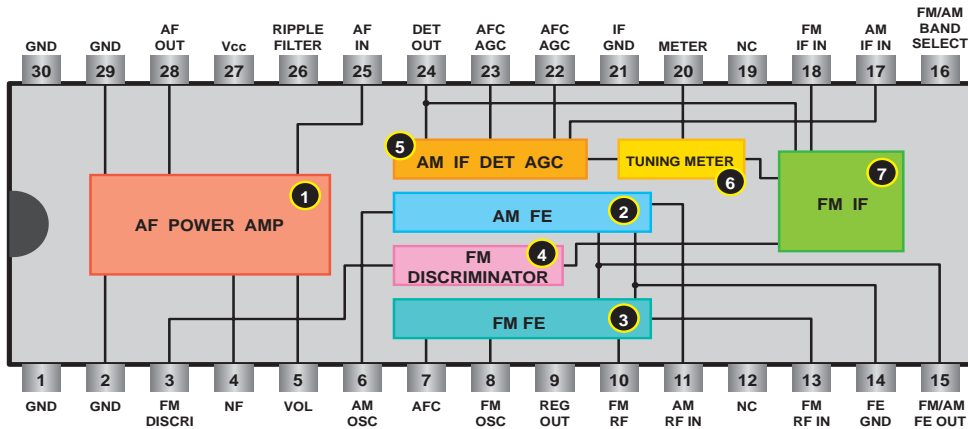 FM/AM
AF RIPPLE AF DET AFC AFC IF FM AM BAND
GND GND OUT Vcc FILTER IN OUT AGC AGC GND METER NC IF IN IF IN SELECT
30 29 28 27 26 25 24 23 22 21 20 19 18 17 16
5 AM IF DET AGC
TUNING METER 6
7 FM IF
1 AF POWER AMP
AM FE 2
4 FM
DISCRIMINATOR
FM FE 3
1 2 3 4 5 6 7 8 9 10 11 12 13 14 15
GND GND FM NF VOL AM AFC FM REG FM AM NC FM FE FM/AM
DISCRI OSC OSC OUT RF RF IN RF IN GND FE OUT